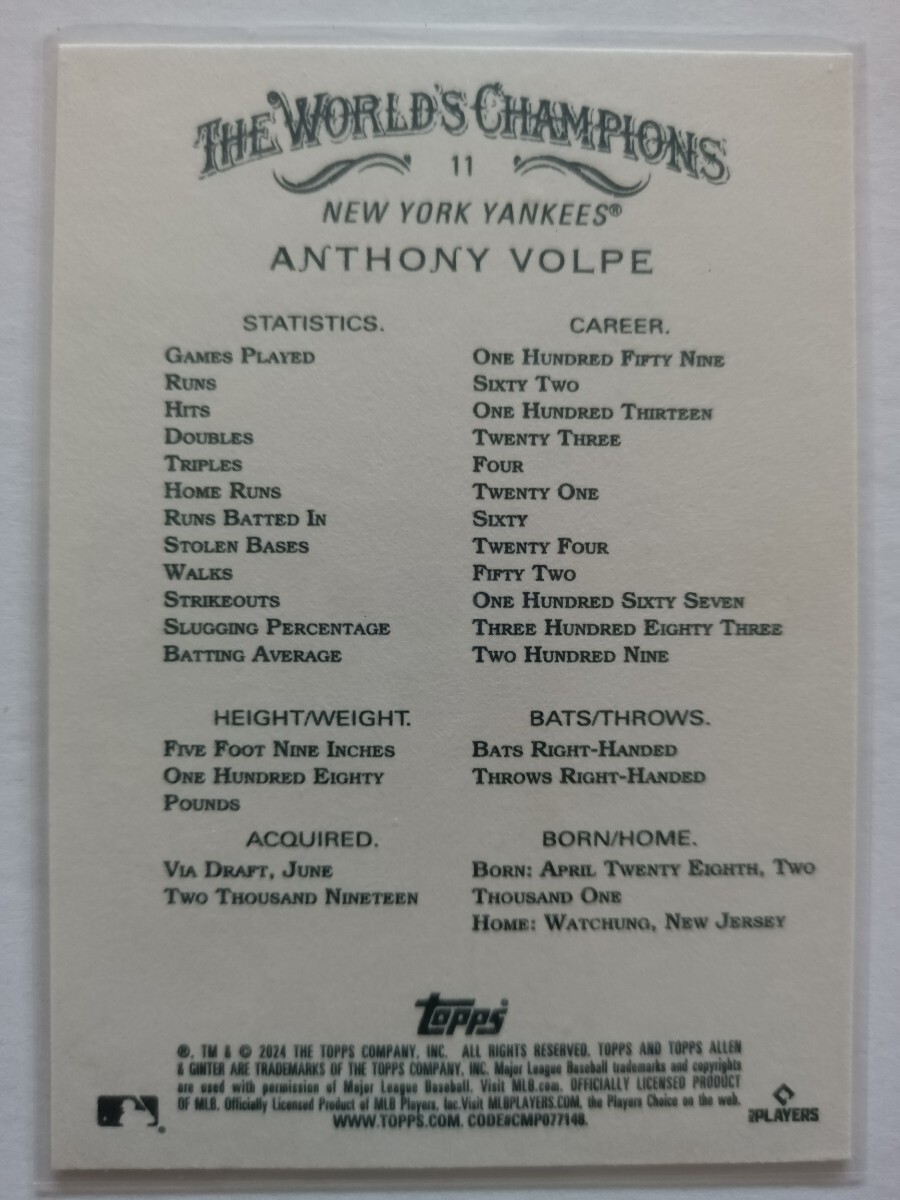 THE WORLD'S CHAMPIONS
11
NEW YORK YANKEES®
ANTHONY VOLPE
STATISTICS. CAREER.
GAMES PLAYED ONE HUNDRED FIFTY NINE
RUNS SIXTY TWO
HITS ONE HUNDRED THIRTEEN
DOUBLES TWENTY THREE
TRIPLES FOUR
HOME RUNS TWENTY ONE
RUNS BATTED IN SIXTY
STOLEN BASES TWENTY FOUR
WALKS FIFTY TWO
STRIKEOUTS ONE HUNDRED SIXTY SEVEN
SLUGGING PERCENTAGE THREE HUNDRED EIGHTY THREE
BATTING AVERAGE TWO HUNDRED NINE
HEIGHT/WEIGHT.
FIVE FOOT NINE INCHES
ONE HUNDRED EIGHTY
POUNDS
BATS/THROWS.
BATS RIGHT-HANDED
THROWS RIGHT-HANDED
ACQUIRED.
VIA DRAFT, JUNE
TWO THOUSAND NINETEEN
BORN/HOME.
BORN: APRIL TWENTY EIGHTH, TWO
THOUSAND ONE
HOME: WATCHUNG, NEW JERSEY
Topps®
®, TM & © 2024 THE TOPPS COMPANY, INC. ALL RIGHTS RESERVED. TOPPS AND TOPPS ALLEN
& GINTER ARE TRADEMARKS OF THE TOPPS COMPANY, INC. Major League Baseball trademarks and copyrights
are used with permission of Major League Baseball. Visit MLB.com. OFFICIALLY LICENSED PRODUCT
OF MLB. Officially Licensed Product of MLB Players, Inc.Visit MLBPLAYERS.COM, the Players Choice on the web.
WWW.TOPPS.COM. CODE#CMP077148.
PLAYERS